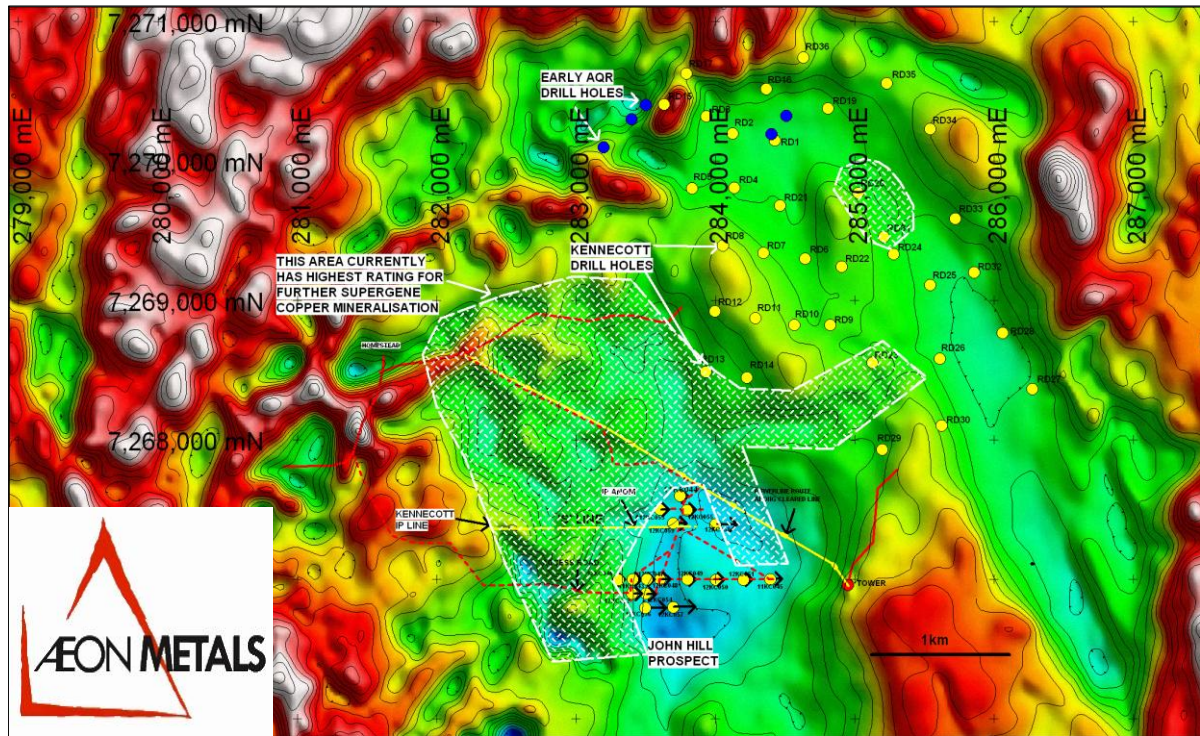 7,271,000 mN
279,000 mE
280,000 mE
281,000 mE
282,000 mE
283,000 mE
284,000 mE
285,000 mE
286,000 mE
287,000 mE
EARLY AQR
DRILL HOLES
RD36
RD35
RD16
RD19
RD2
RD1
RD34
7,270,000 mN
RD4
RD21
RD33
KENNECOTT
DRILL HOLES
RD8
RD7
RD6
RD22
RD24
RD32
RD25
THIS AREA CURRENTLY
HAS HIGHEST RATING FOR
FURTHER SUPERGENE
COPPER MINERALISATION
7,269,000 mN
RD12
RD11
RD10
RD9
RD28
HOMESTEAD
RD26
RD13
RD14
RD27
7,268,000 mN
RD30
RD29
KENNECOTT
IP LINE
POWERLINE ROUTE
ALONG CLEARED LINE
TOWER
JOHN HILL
PROSPECT
1km
ÆON METALS